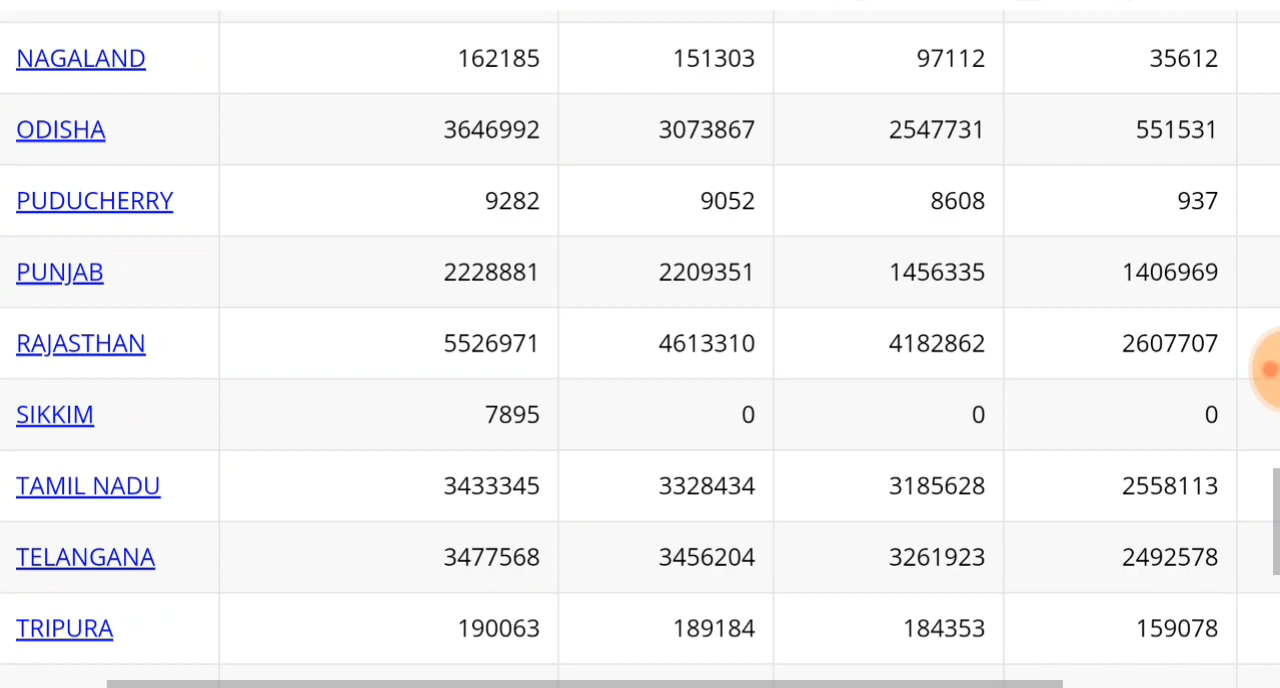 NAGALAND 162185 151303 97112 35612
ODISHA 3646992 3073867 2547731 551531
PUDUCHERRY 9282 9052 8608 937
PUNJAB 2228881 2209351 1456335 1406969
RAJASTHAN 5526971 4613310 4182862 2607707
SIKKIM 7895 0 0 0
TAMIL NADU 3433345 3328434 3185628 2558113
TELANGANA 3477568 3456204 3261923 2492578
TRIPURA 190063 189184 184353 159078